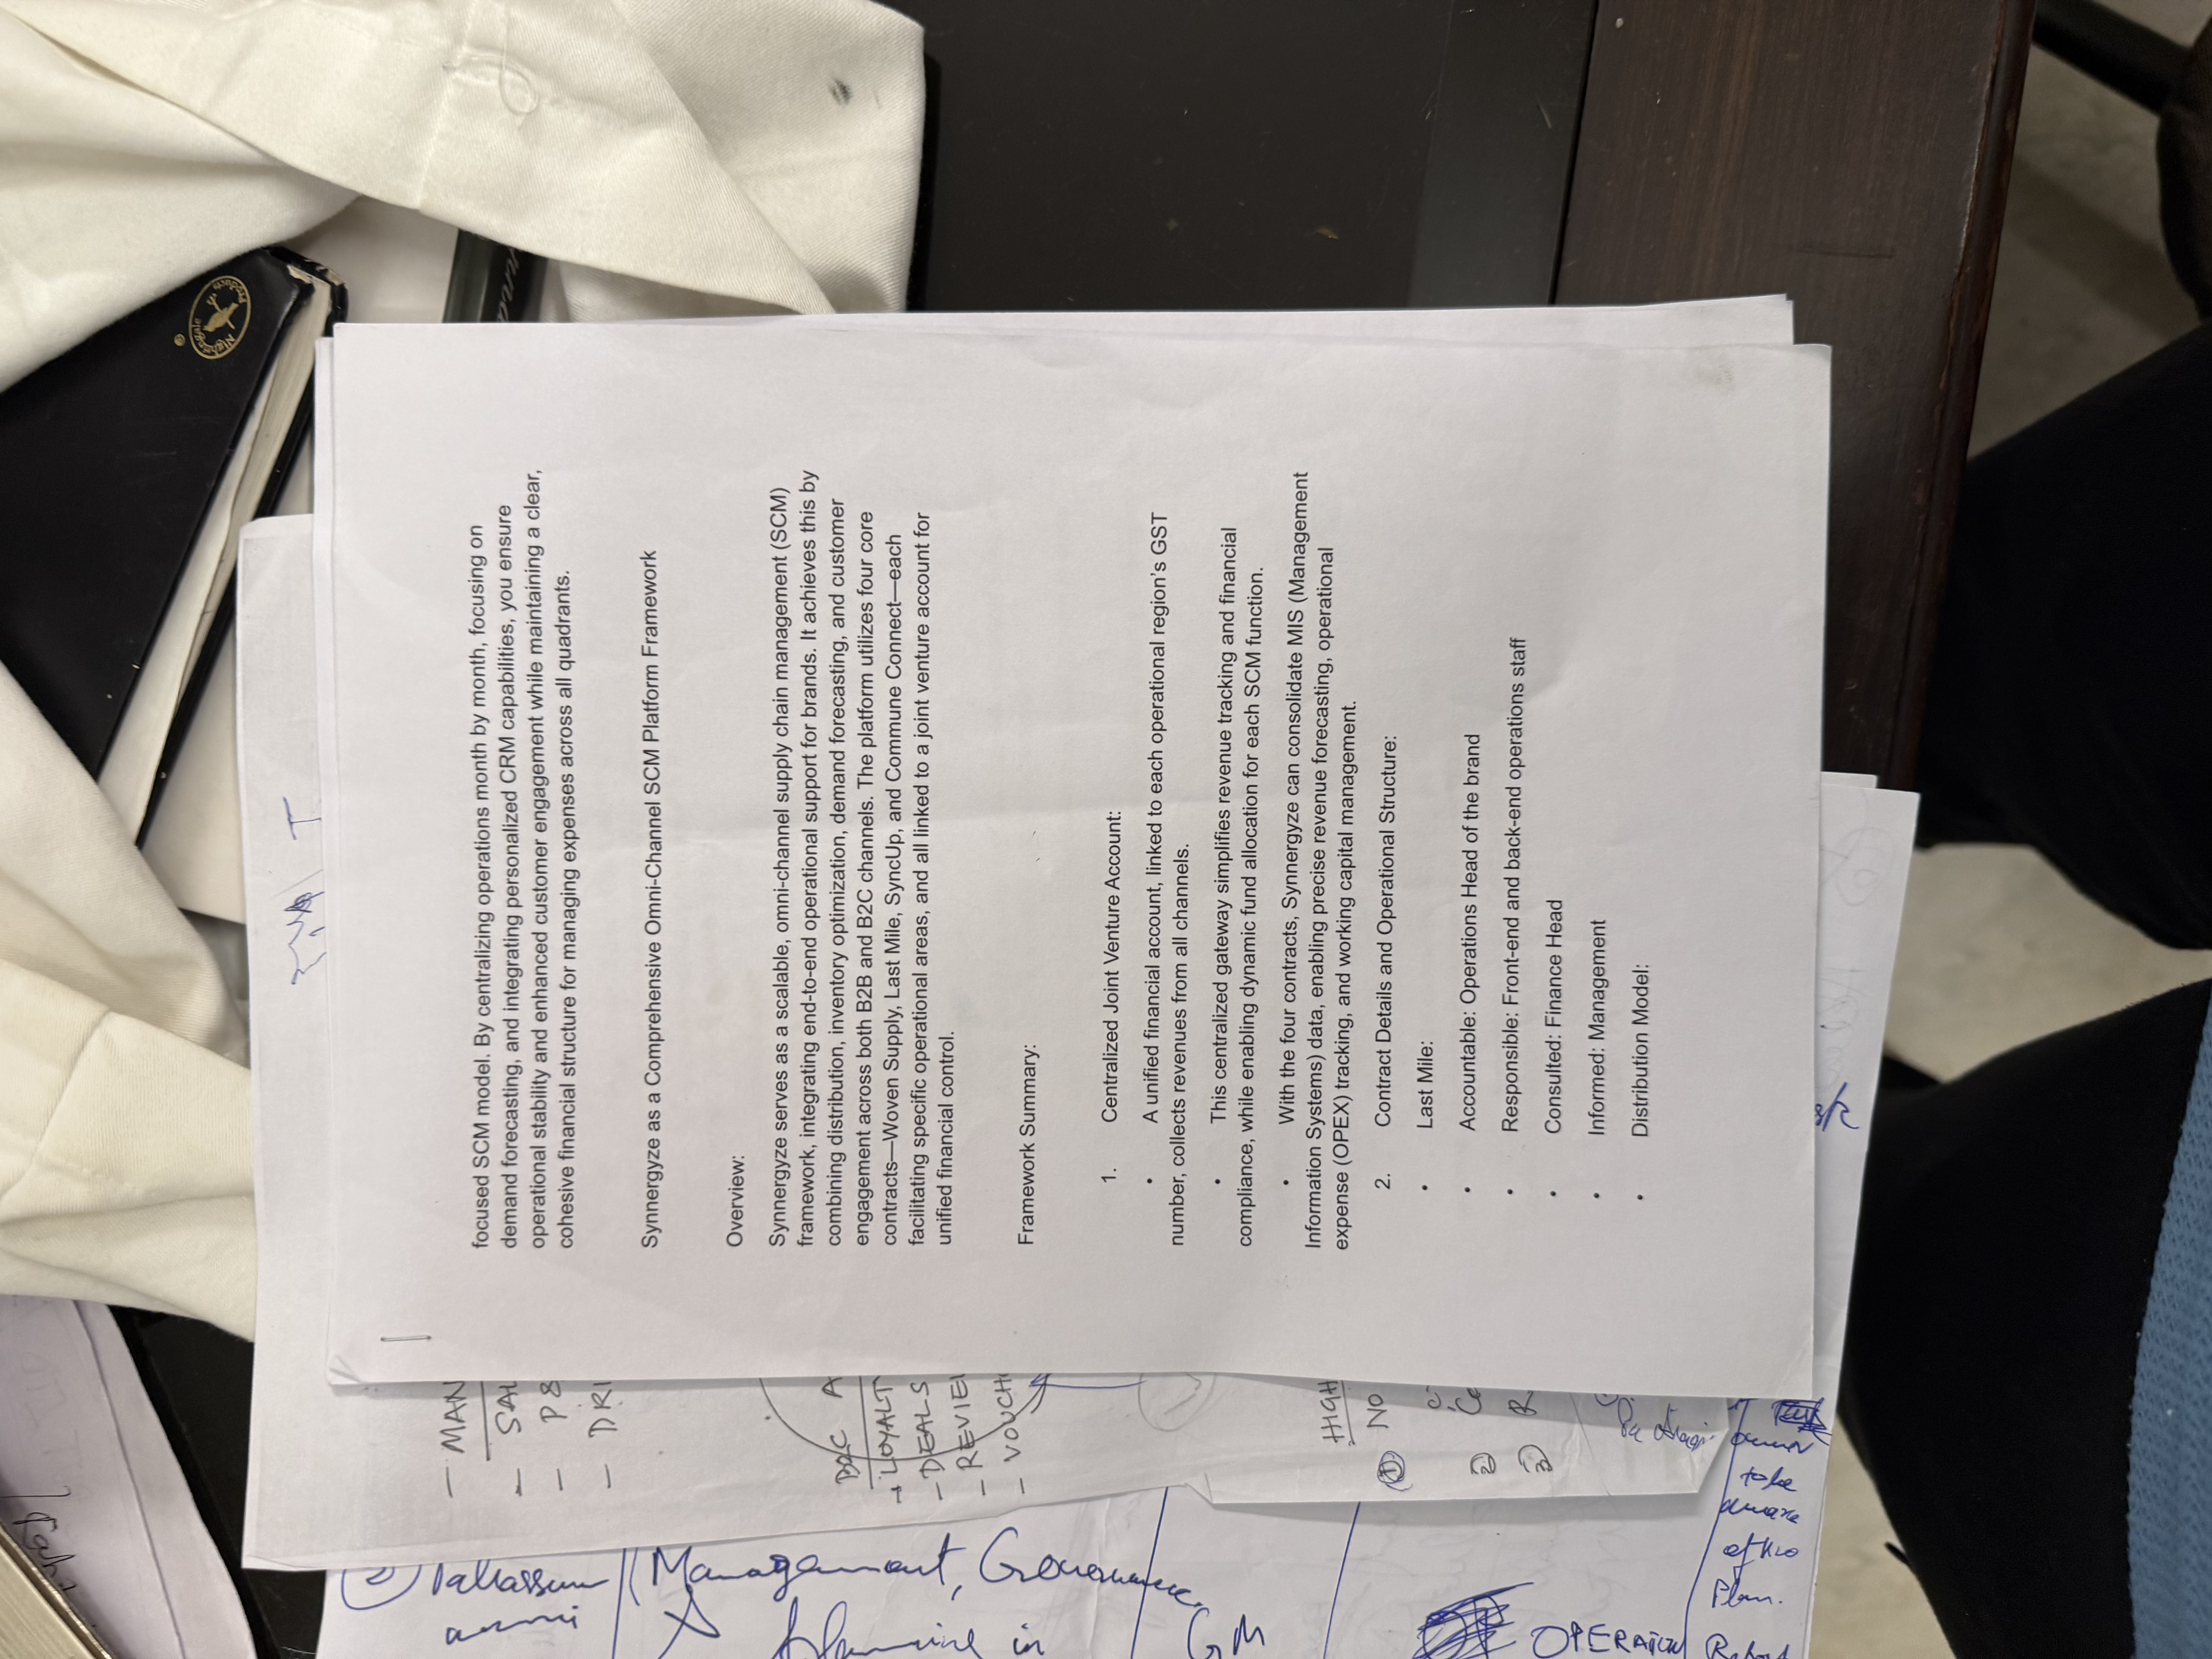 focused SCM model. By centralizing operations month by month, focusing on
demand forecasting, and integrating personalized CRM capabilities, you ensure
operational stability and enhanced customer engagement while maintaining a clear,
cohesive financial structure for managing expenses across all quadrants.
Synnergyze as a Comprehensive Omni-Channel SCM Platform Framework
Overview:
Synnergyze serves as a scalable, omni-channel supply chain management (SCM)
framework, integrating end-to-end operational support for brands. It achieves this by
combining distribution, inventory optimization, demand forecasting, and customer
engagement across both B2B and B2C channels. The platform utilizes four core
contracts—Woven Supply, Last Mile, SyncUp, and Commune Connect—each
facilitating specific operational areas, and all linked to a joint venture account for
unified financial control.
Framework Summary:
1. Centralized Joint Venture Account:
• A unified financial account, linked to each operational region's GST
number, collects revenues from all channels.
• This centralized gateway simplifies revenue tracking and financial
compliance, while enabling dynamic fund allocation for each SCM function.
• With the four contracts, Synnergyze can consolidate MIS (Management
Information Systems) data, enabling precise revenue forecasting, operational
expense (OPEX) tracking, and working capital management.
2. Contract Details and Operational Structure:
• Last Mile:
• Accountable: Operations Head of the brand
• Responsible: Front-end and back-end operations staff
• Consulted: Finance Head
• Informed: Management
• Distribution Model:
- MAN
- SAL
- P8
- DRI
B2C A
+ LOYALT
- DEALS
- REVIE
- VOUCH
HIGH
① NO
②
③ R
Management, Governance
Plan.
to be
Nightingale
Products